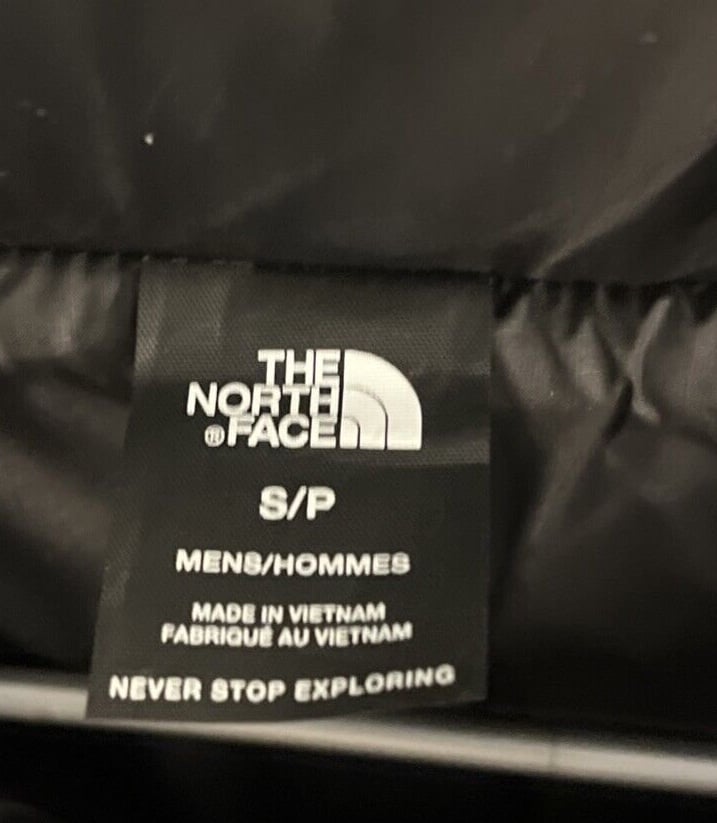 THE
NORTH
®FACE
S/P
MENS/HOMMES
MADE IN VIETNAM
FABRIQUÉ AU VIETNAM
NEVER STOP EXPLORING